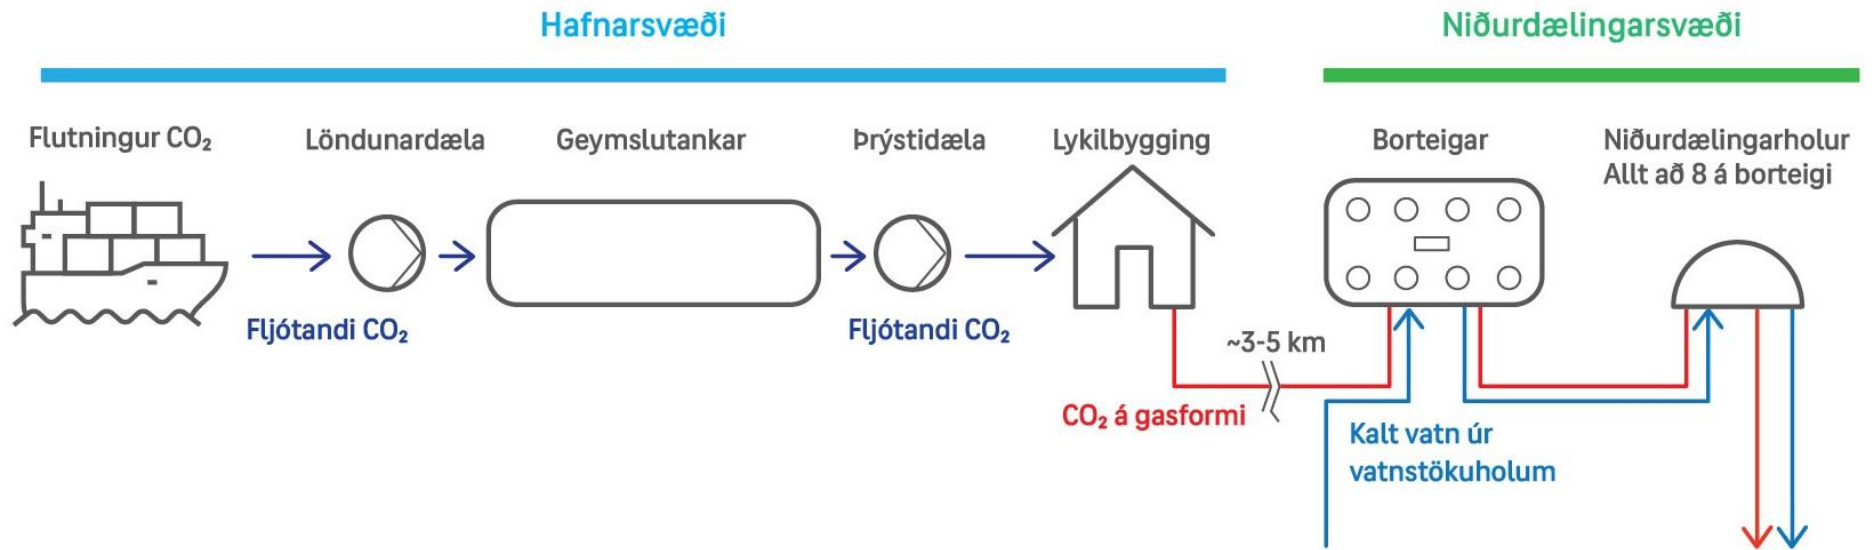 Hafnarsvæði
Niðurdælingarsvæði
Flutningur CO₂
Löndunardæla
Geymslutankar
Þrýstidæla
Lykilbygging
Borteigar
Niðurdælingarholur
Allt að 8 á borteigi
Fljótandi CO₂
Fljótandi CO₂
~3-5 km
CO₂ á gasformi
Kalt vatn úr
vatnstökuholum